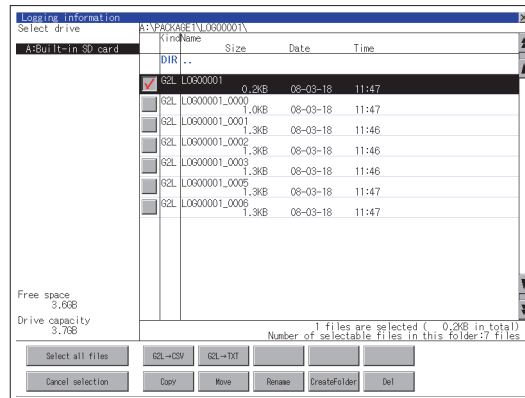 Logging information
Select drive
A:\PACKAGE1\LOG00001\
A:Built-in SD card
Kind Name
Size Date Time
DIR ..
G2L LOG00001
0.2KB 08-03-18 11:47
G2L LOG00001_0000
1.0KB 08-03-18 11:47
G2L LOG00001_0001
1.3KB 08-03-18 11:46
G2L LOG00001_0002
1.3KB 08-03-18 11:46
G2L LOG00001_0003
1.3KB 08-03-18 11:46
G2L LOG00001_0005
1.3KB 08-03-18 11:47
G2L LOG00001_0006
1.3KB 08-03-18 11:47
Free space
3.6GB
Drive capacity
3.7GB
1 files are selected ( 0.2KB in total)
Number of selectable files in this folder:7 files
Select all files G2L→CSV G2L→TXT
Cancel selection Copy Move Rename CreateFolder Del